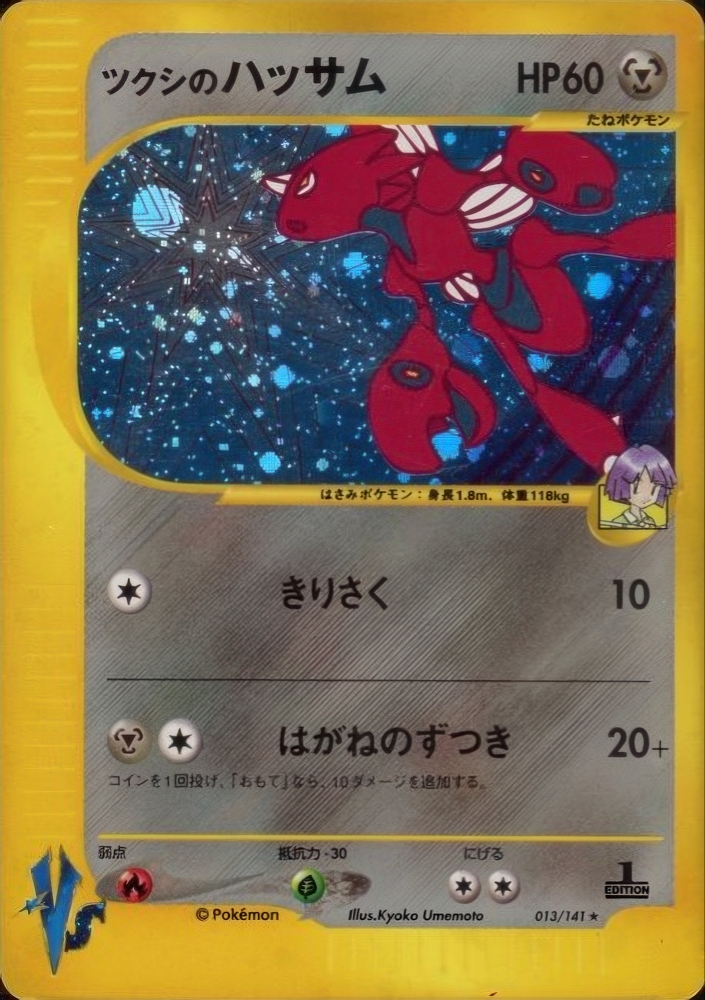 ツクシのハッサム HP60
たねポケモン
はさみポケモン：身長1.8m．体重118kg
きりさく 10
はがねのずつき 20+
コインを1回投げ、「おもて」なら、10ダメージを追加する。
弱点 抵抗力・30 にげる
1
EDITION
VS
© Pokémon Illus.Kyoko Umemoto 013/141★